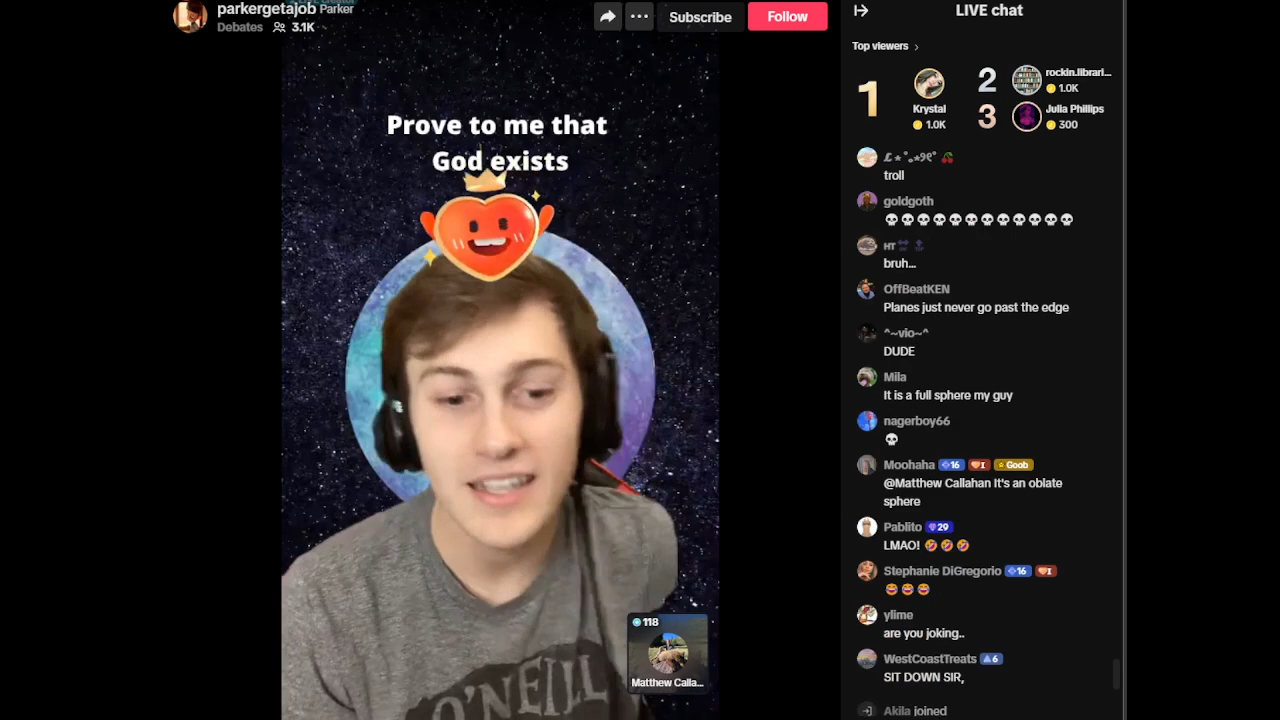 parkergetajob Parker
Debates 3.1K
Subscribe
Follow
Prove to me that
God exists
O'NEILL
118
Matthew Calla...
LIVE chat
Top viewers >
1
Krystal
1.0K
2
rockin.librari...
1.0K
3
Julia Phillips
300
troll
goldgoth
💀💀💀💀💀💀💀💀💀💀💀💀
bruh...
OffBeatKEN
Planes just never go past the edge
^~vio~^
DUDE
Mila
It is a full sphere my guy
nagerboy66
💀
Moohaha 16 I Goob
@Matthew Callahan It's an oblate
sphere
Pablito 29
LMAO! 🤣🤣🤣
Stephanie DiGregorio 16 I
😂😂😂
ylime
are you joking..
WestCoastTreats 6
SIT DOWN SIR,
Akila joined